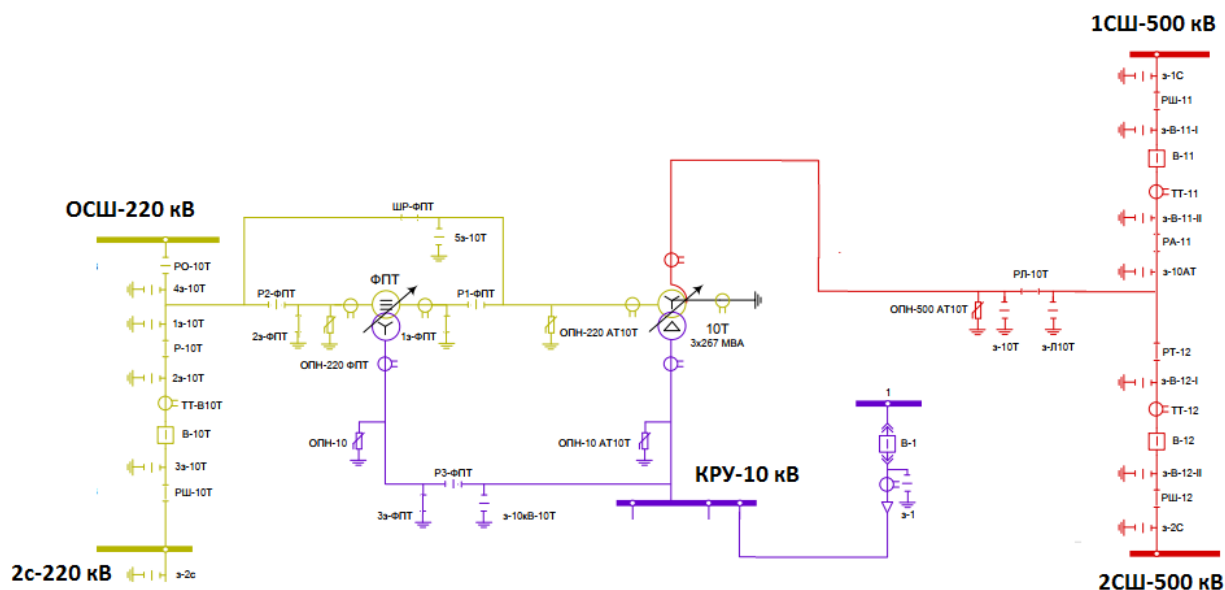 1СШ-500 кВ
з-1С
РШ-11
з-В-11-I
В-11
ТТ-11
з-В-11-II
РА-11
з-10АТ
ОСШ-220 кВ
ШР-ФПТ
5з-10Т
РО-10Т
4з-10Т
Р2-ФПТ
ФПТ
Р1-ФПТ
РЛ-10Т
1з-10Т
2з-ФПТ
1з-ФПТ
ОПН-220 АТ10Т
10Т
3х267 МВА
ОПН-500 АТ10Т
з-10Т
з-Л10Т
Р-10Т
ОПН-220 ФПТ
РТ-12
2з-10Т
з-В-12-I
ТТ-В10Т
1
ТТ-12
В-10Т
ОПН-10
ОПН-10 АТ10Т
В-1
В-12
3з-10Т
Р3-ФПТ
КРУ-10 кВ
з-В-12-II
РШ-10Т
РШ-12
3з-ФПТ
з-10кВ-10Т
з-1
з-2С
2с-220 кВ
з-2с
2СШ-500 кВ